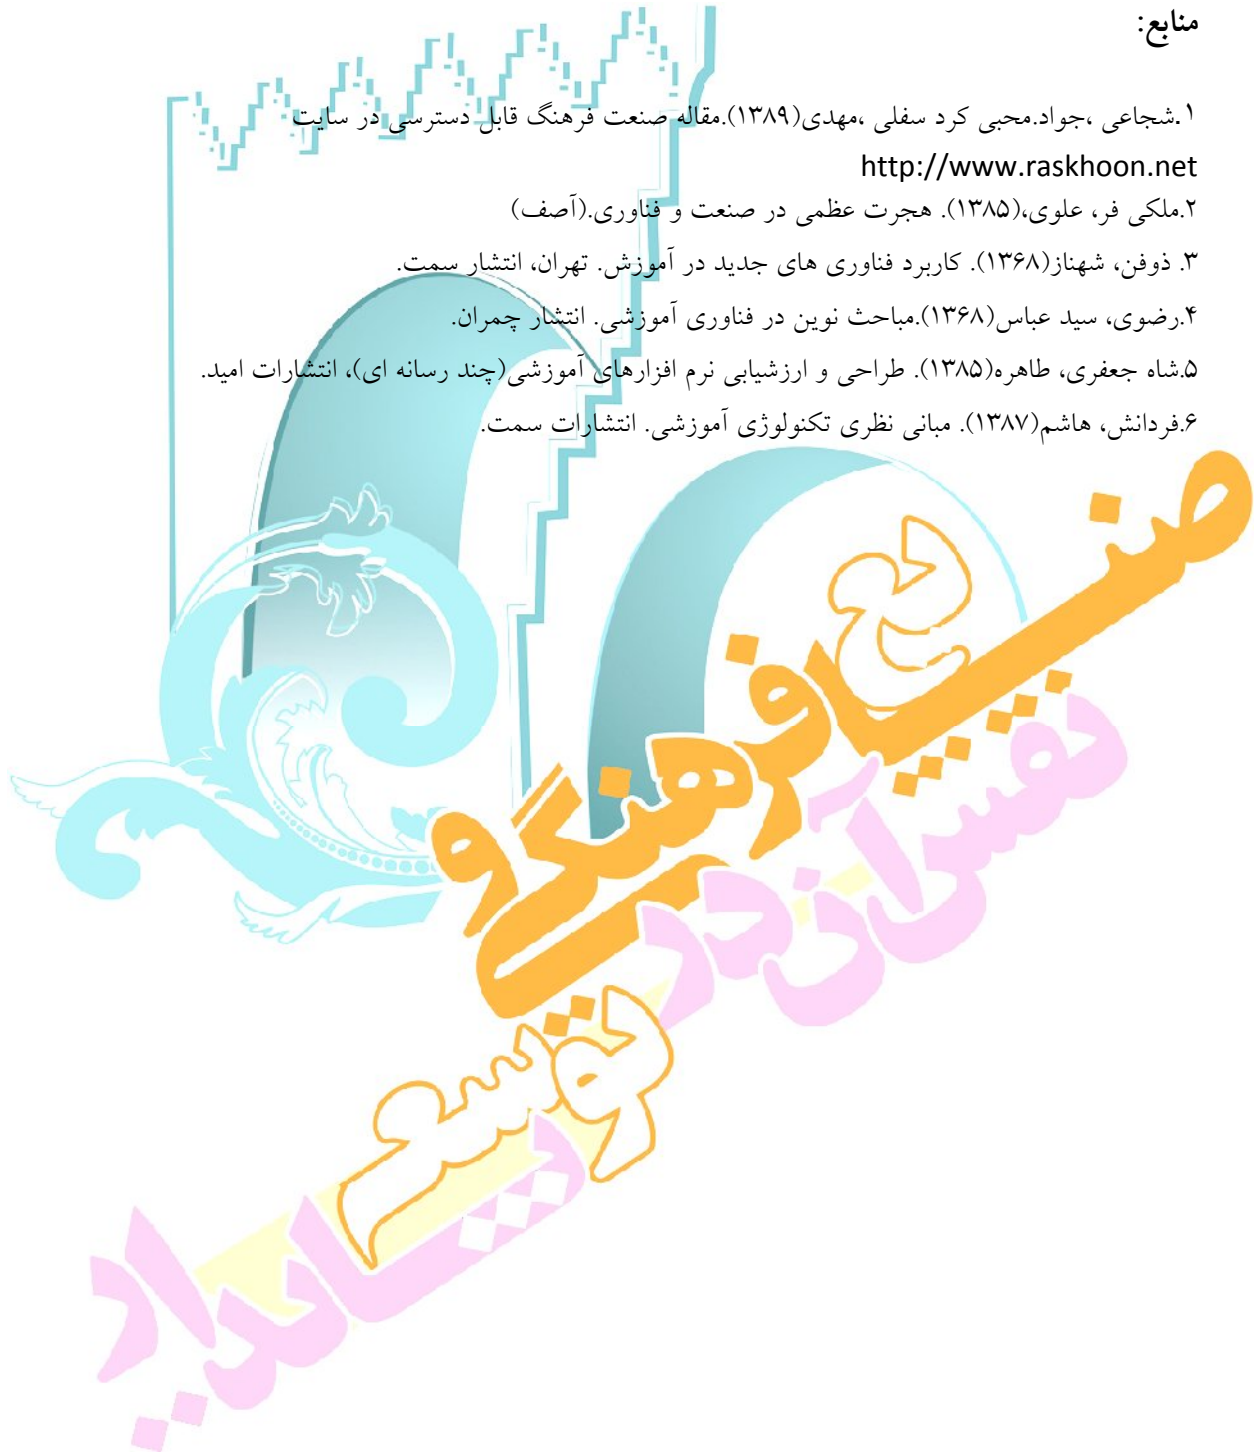 منابع:
۱.شجاعی ،جواد.محبی کرد سفلی ،مهدی(۱۳۸۹).مقاله صنعت فرهنگ قابل دسترسی در سایت
http://www.raskhoon.net
۲.ملکی فر، علوی،(۱۳۸۵). هجرت عظمی در صنعت و فناوری.(آصف)
۳. ذوفن، شهناز(۱۳۶۸). کاربرد فناوری های جدید در آموزش. تهران، انتشار سمت.
۴.رضوی، سید عباس(۱۳۶۸).مباحث نوین در فناوری آموزشی. انتشار چمران.
۵.شاه جعفری، طاهره(۱۳۸۵). طراحی و ارزشیابی نرم افزارهای آموزشی(چند رسانه ای)، انتشارات امید.
۶.فردانش، هاشم(۱۳۸۷). مبانی نظری تکنولوژی آموزشی. انتشارات سمت.
صنایع فرهنگی و
نقش آن در
توسعه
پایدار